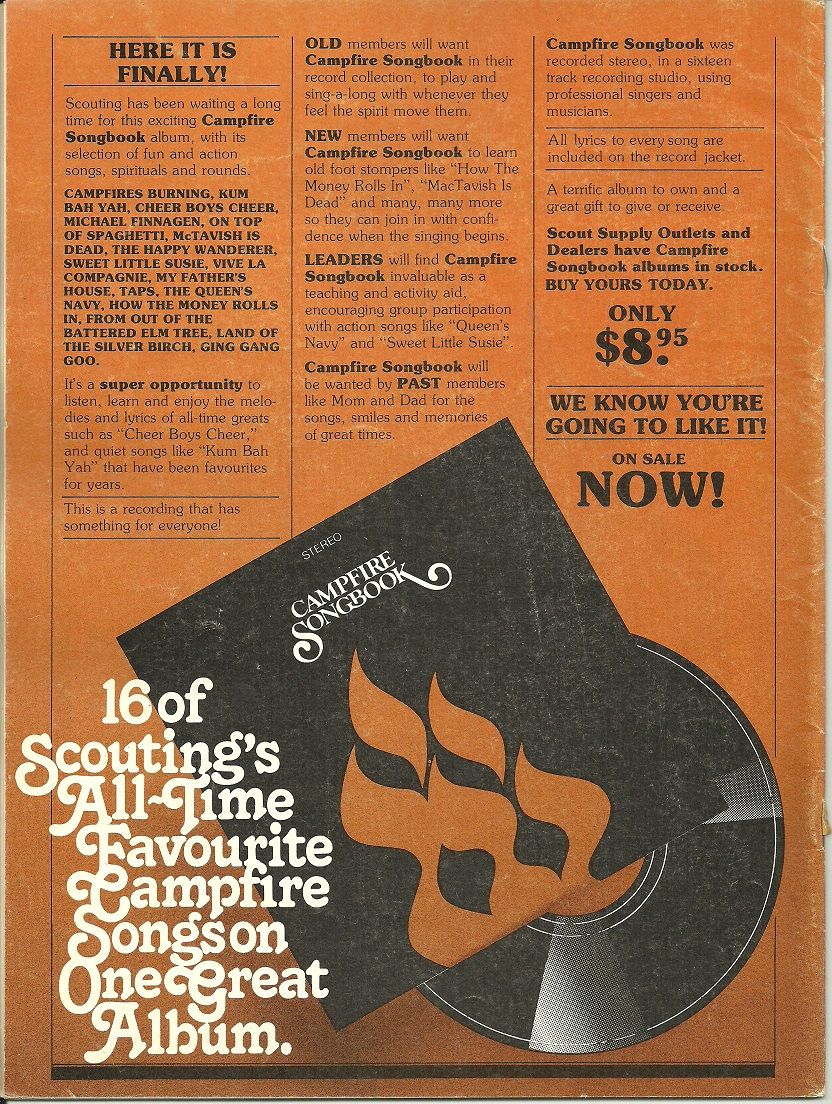 HERE IT IS
FINALLY!
Scouting has been waiting a long
time for this exciting Campfire
Songbook album, with its
selection of fun and action
songs, spirituals and rounds.
CAMPFIRES BURNING, KUM
BAH YAH, CHEER BOYS CHEER,
MICHAEL FINNAGEN, ON TOP
OF SPAGHETTI, McTAVISH IS
DEAD, THE HAPPY WANDERER,
SWEET LITTLE SUSIE, VIVE LA
COMPAGNIE, MY FATHER'S
HOUSE, TAPS, THE QUEEN'S
NAVY, HOW THE MONEY ROLLS
IN, FROM OUT OF THE
BATTERED ELM TREE, LAND OF
THE SILVER BIRCH, GING GANG
GOO.
It's a super opportunity to
listen, learn and enjoy the melo-
dies and lyrics of all-time greats
such as "Cheer Boys Cheer,"
and quiet songs like "Kum Bah
Yah" that have been favourites
for years.
This is a recording that has
something for everyone!
OLD members will want
Campfire Songbook in their
record collection, to play and
sing-a-long with whenever they
feel the spirit move them.
NEW members will want
Campfire Songbook to learn
old foot stompers like "How The
Money Rolls In", "MacTavish Is
Dead" and many, many more
so they can join in with confi-
dence when the singing begins.
LEADERS will find Campfire
Songbook invaluable as a
teaching and activity aid,
encouraging group participation
with action songs like "Queen's
Navy" and "Sweet Little Susie".
Campfire Songbook will
be wanted by PAST members
like Mom and Dad for the
songs, smiles and memories
of great times.
Campfire Songbook was
recorded stereo, in a sixteen
track recording studio, using
professional singers and
musicians.
All lyrics to every song are
included on the record jacket.
A terrific album to own and a
great gift to give or receive.
Scout Supply Outlets and
Dealers have Campfire
Songbook albums in stock.
BUY YOURS TODAY.
ONLY
$8.95
WE KNOW YOU'RE
GOING TO LIKE IT!
ON SALE
NOW!
STEREO
CAMPFIRE
SONGBOOK
16 of
Scouting's
All-Time
Favourite
Campfire
Songs on
One Great
Album.